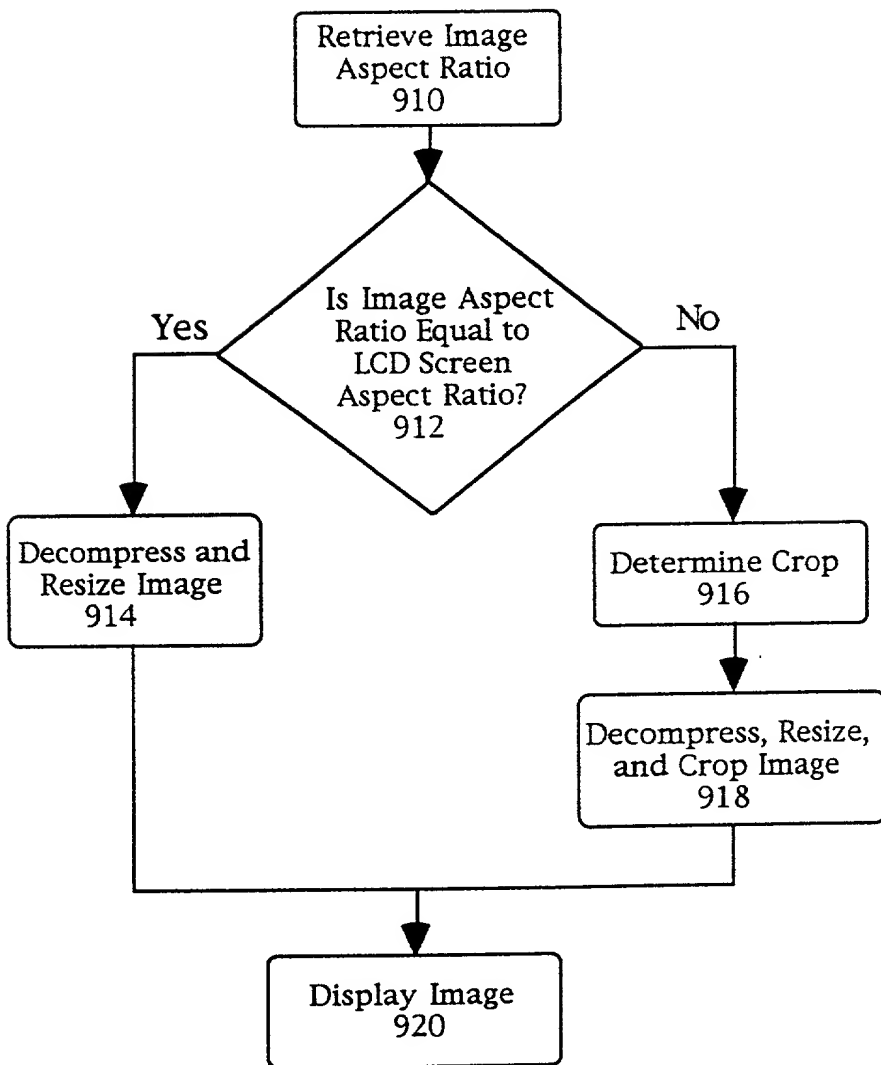 Retrieve Image
Aspect Ratio
910
Is Image Aspect
Ratio Equal to
LCD Screen
Aspect Ratio?
912
Yes
No
Decompress and
Resize Image
914
Determine Crop
916
Decompress, Resize,
and Crop Image
918
Display Image
920